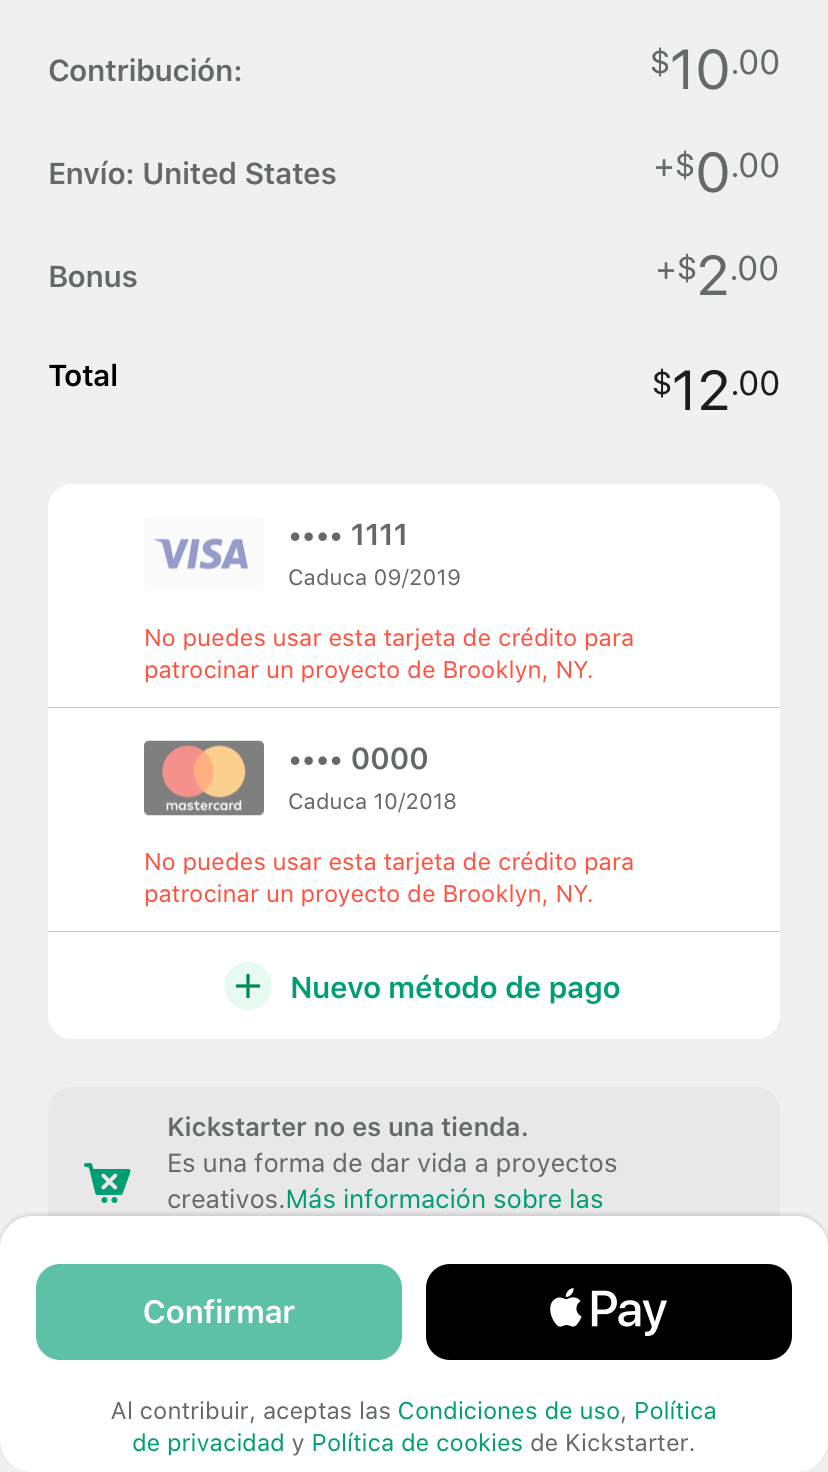 Contribución: $10.00
Envío: United States +$0.00
Bonus +$2.00
Total $12.00
VISA •••• 1111
Caduca 09/2019
No puedes usar esta tarjeta de crédito para
patrocinar un proyecto de Brooklyn, NY.
•••• 0000
mastercard Caduca 10/2018
No puedes usar esta tarjeta de crédito para
patrocinar un proyecto de Brooklyn, NY.
+ Nuevo método de pago
Kickstarter no es una tienda.
Es una forma de dar vida a proyectos
creativos.Más información sobre las
Confirmar Pay
Al contribuir, aceptas las Condiciones de uso, Política
de privacidad y Política de cookies de Kickstarter.